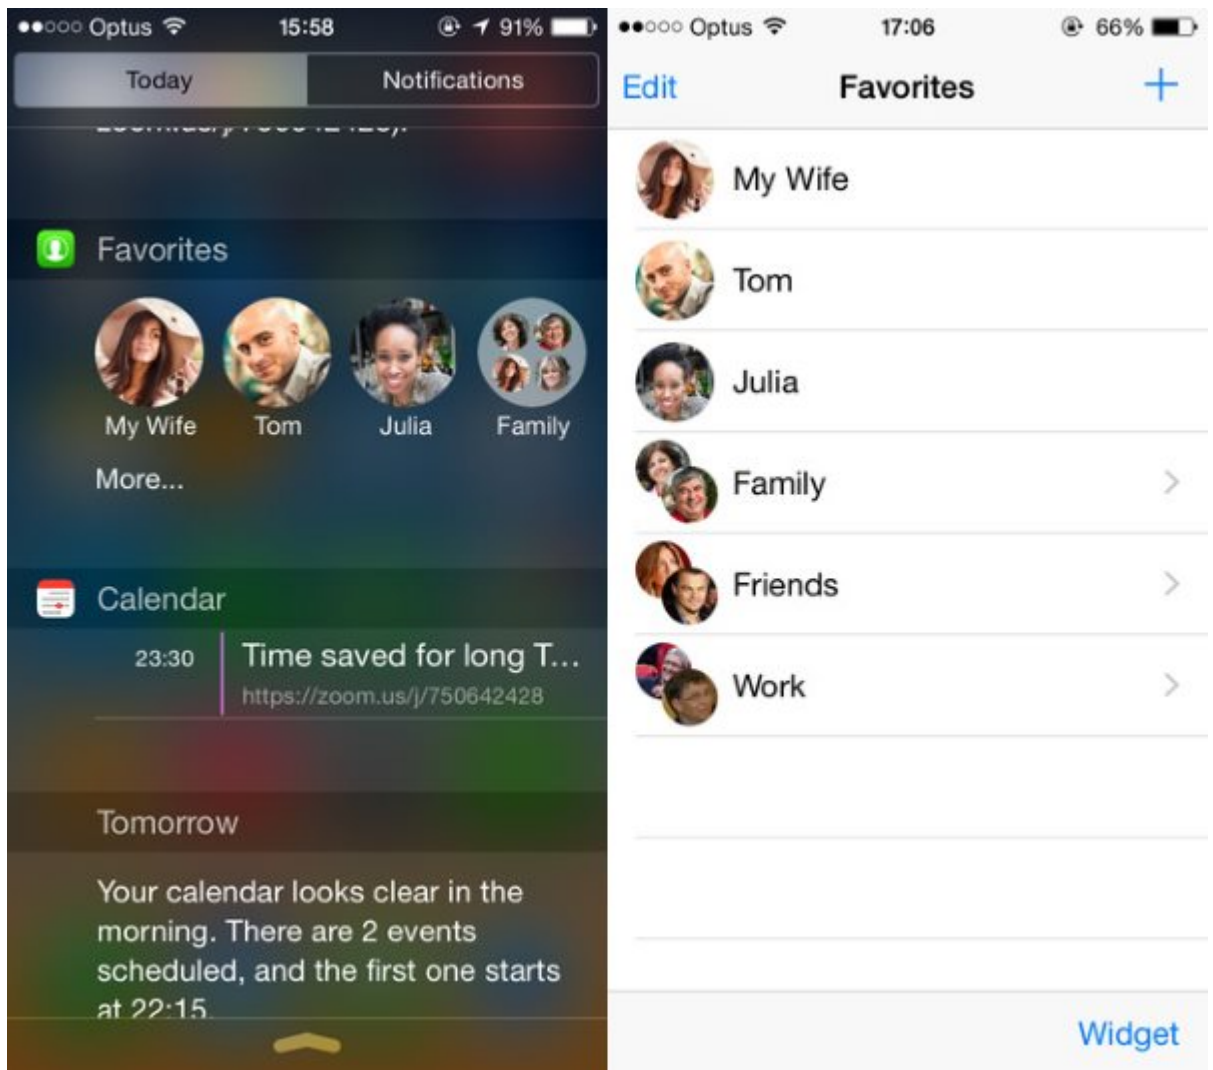 Optus 15:58 91%
Today Notifications
Favorites
My Wife Tom Julia Family
More...
Calendar
23:30 Time saved for long T...
https://zoom.us/j/750642428
Tomorrow
Your calendar looks clear in the
morning. There are 2 events
scheduled, and the first one starts
at 22:15.
Optus 17:06 66%
Edit Favorites +
My Wife
Tom
Julia
Family
Friends
Work
Widget